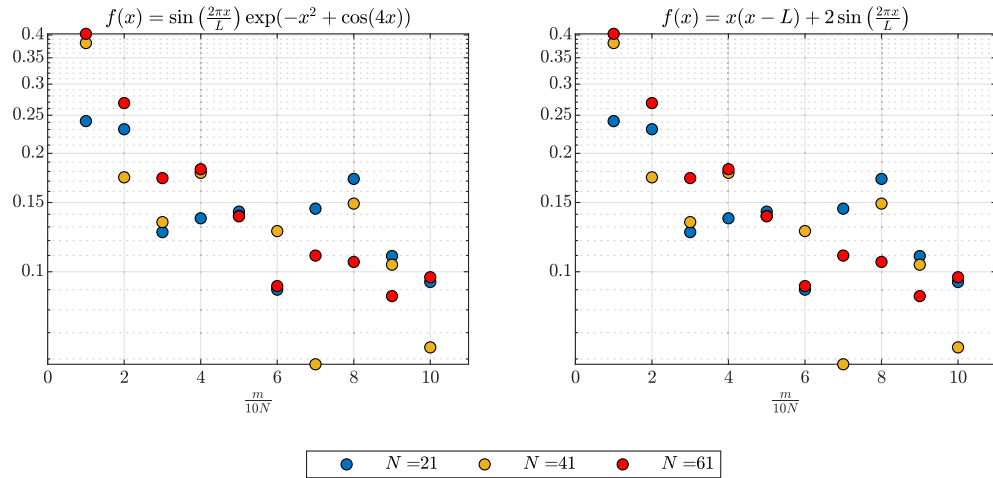 f(x) = sin(2πx/L) exp(−x² + cos(4x))
0.4
0.35
0.3
0.25
0.2
0.15
0.1
0 2 4 6 8 10
m/10N
f(x) = x(x − L) + 2 sin(2πx/L)
0.4
0.35
0.3
0.25
0.2
0.15
0.1
0 2 4 6 8 10
m/10N
N =21 N =41 N =61